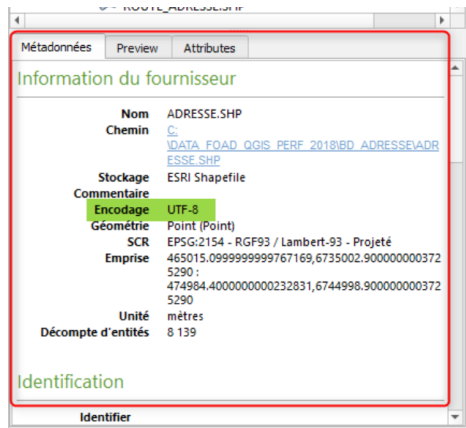 ROUTE_ADRESSE.SHP
Métadonnées Preview Attributes
Information du fournisseur
Nom ADRESSE.SHP
Chemin C:
\DATA_FOAD_QGIS_PERF_2018\BD_ADRESSE\ADR
ESSE.SHP
Stockage ESRI Shapefile
Commentaire
Encodage UTF-8
Géométrie Point (Point)
SCR EPSG:2154 - RGF93 / Lambert-93 - Projeté
Emprise 465015.0999999999767169,6735002.900000000372
5290 :
474984.4000000000232831,6744998.900000000372
5290
Unité mètres
Décompte d'entités 8 139
Identification
Identifier